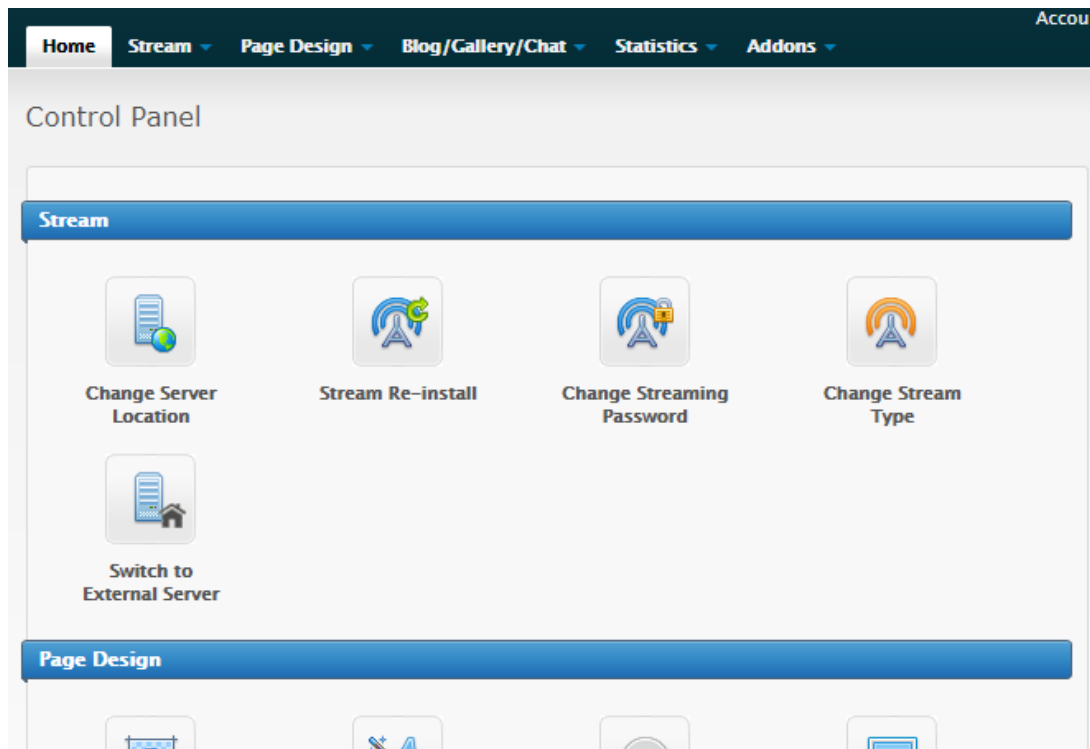 Accou
Home Stream Page Design Blog/Gallery/Chat Statistics Addons
Control Panel
Stream
Change Server
Location
Stream Re-install
Change Streaming
Password
Change Stream
Type
Switch to
External Server
Page Design